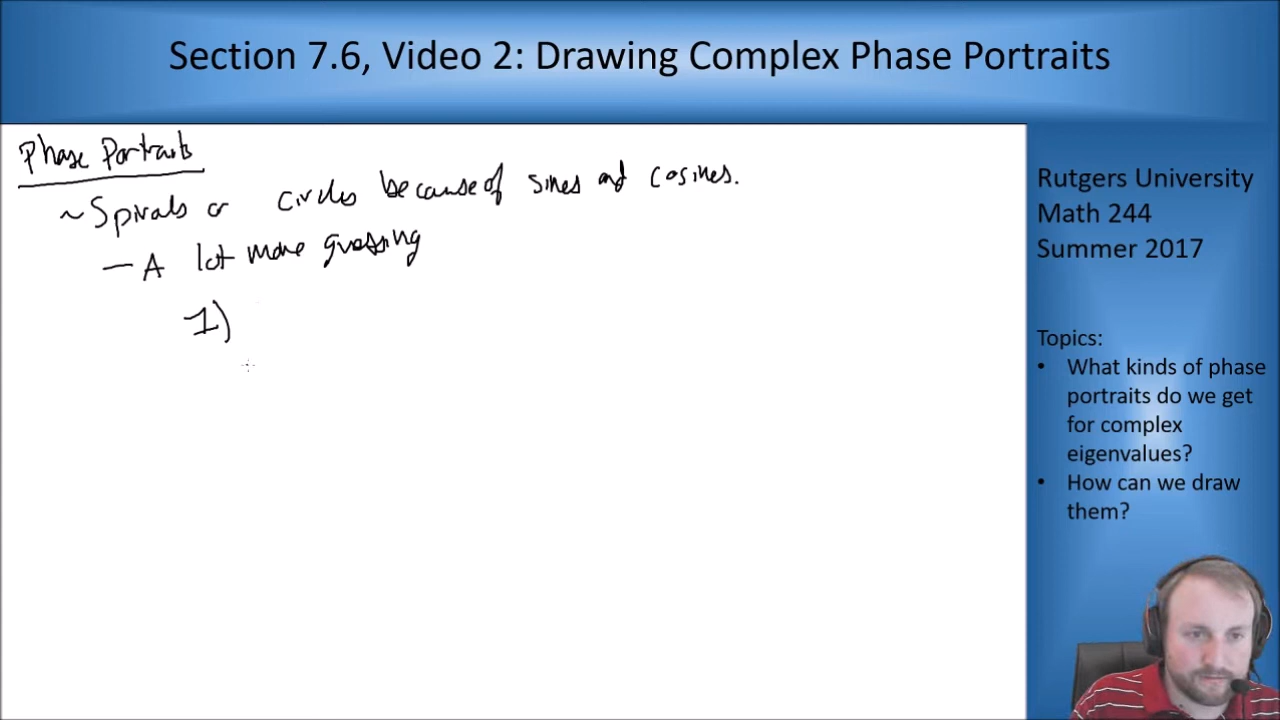 Section 7.6, Video 2: Drawing Complex Phase Portraits
Phase Portraits
~ Spirals or circles because of sines and cosines.
— A lot more guessing
1)
Rutgers University
Math 244
Summer 2017
Topics:
• What kinds of phase
portraits do we get
for complex
eigenvalues?
• How can we draw
them?